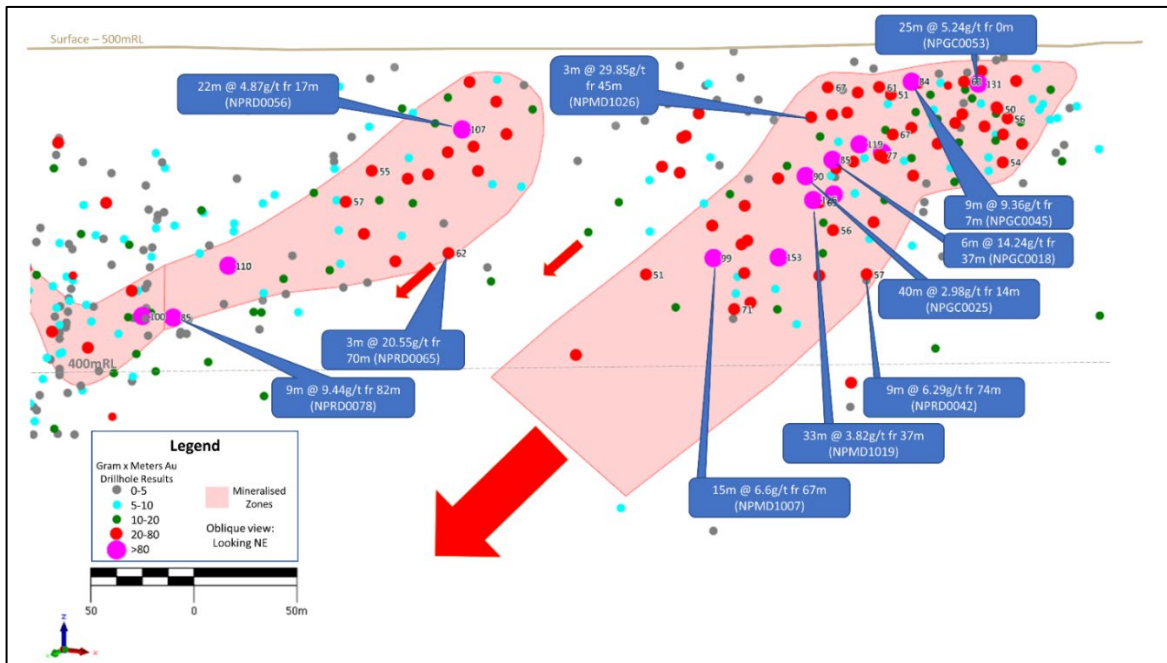 Surface – 500mRL
25m @ 5.24g/t fr 0m
(NPGC0053)
3m @ 29.85g/t
fr 45m
(NPMD1026)
22m @ 4.87g/t fr 17m
(NPRD0056)
84
131
67
61
51
50
56
107
67
119
77
54
55
85
90
57
9m @ 9.36g/t fr
7m (NPGC0045)
56
6m @ 14.24g/t fr
37m (NPGC0018)
62
110
99
153
51
57
40m @ 2.98g/t fr 14m
(NPGC0025)
71
100
85
3m @ 20.55g/t fr
70m (NPRD0065)
400mRL
9m @ 9.44g/t fr 82m
(NPRD0078)
9m @ 6.29g/t fr 74m
(NPRD0042)
33m @ 3.82g/t fr 37m
(NPMD1019)
15m @ 6.6g/t fr 67m
(NPMD1007)
Legend
Gram x Meters Au
Drillhole Results
0-5
5-10
10-20
20-80
>80
Mineralised
Zones
Oblique view:
Looking NE
50
0
50m
Z
X